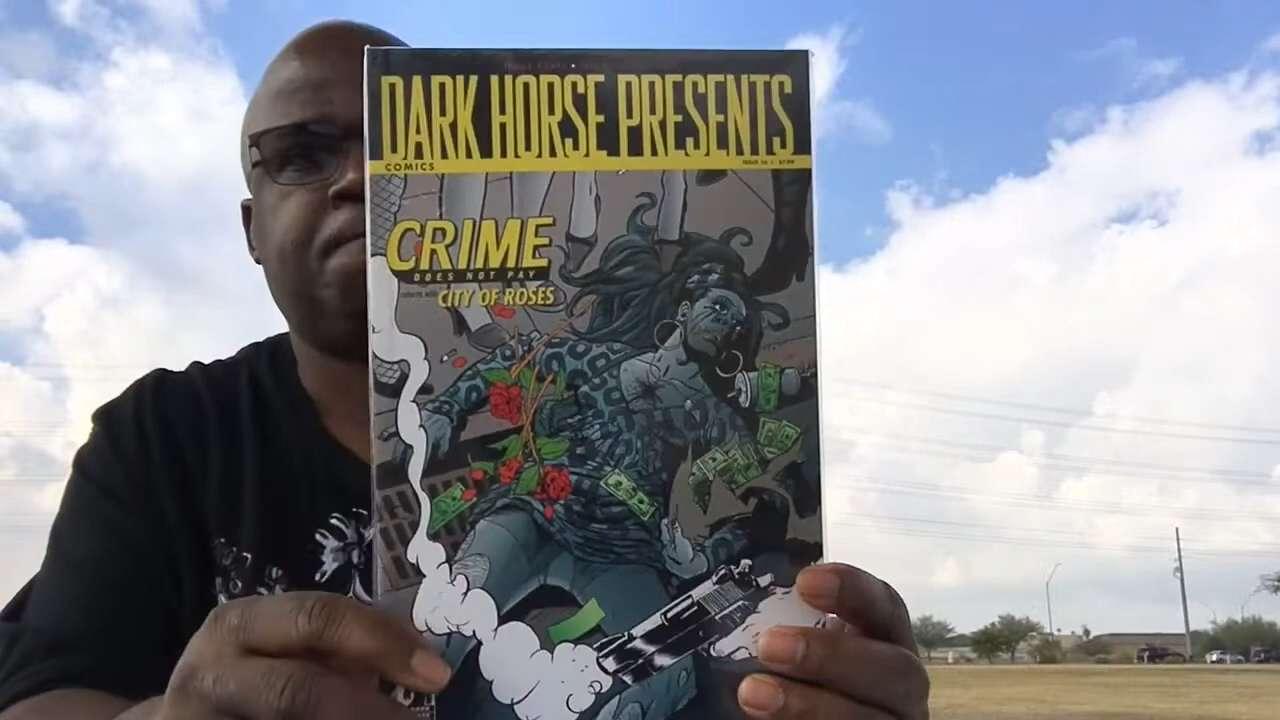 DARK HORSE PRESENTS
COMICS
CRIME
DOES NOT PAY
CITY OF ROSES